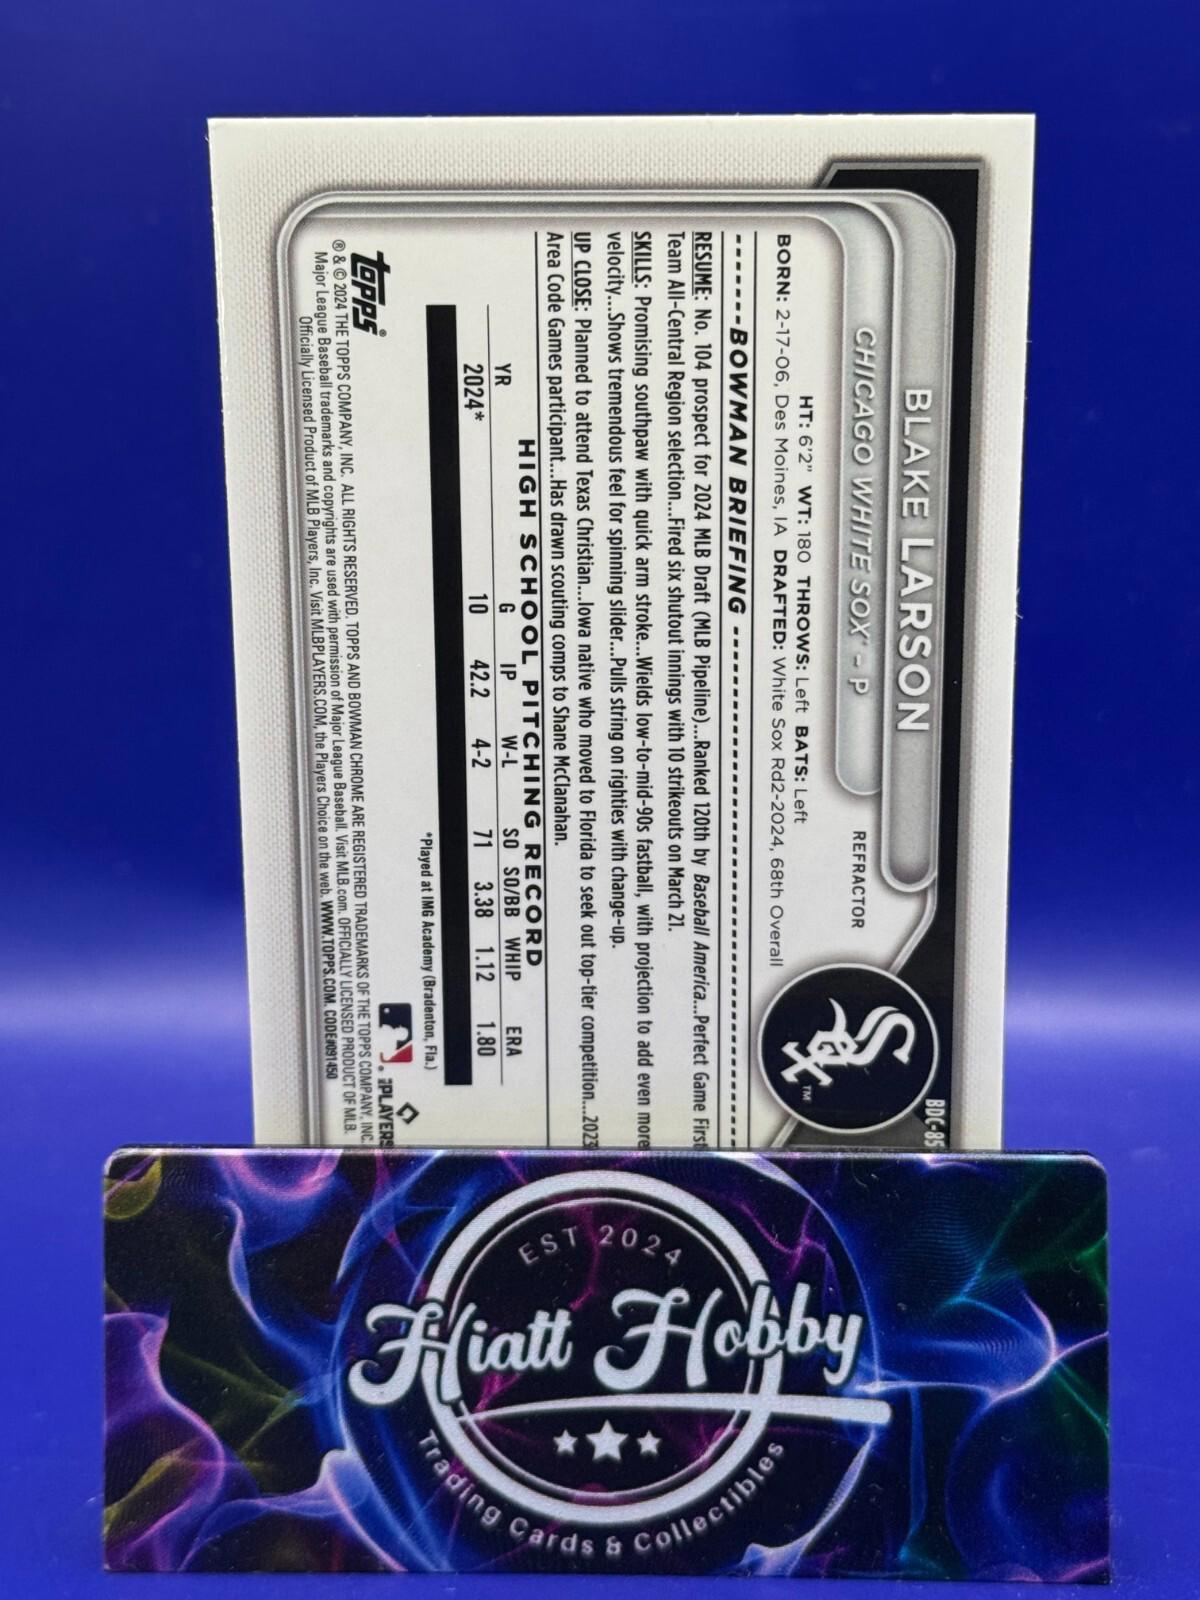 BLAKE LARSON
CHICAGO WHITE SOX® - P
REFRACTOR
BDC-85
HT: 6'2" WT: 180 THROWS: Left BATS: Left
BORN: 2-17-06, Des Moines, IA DRAFTED: White Sox Rd2-2024, 68th Overall
Sox™
BOWMAN BRIEFING
RESUME: No. 104 prospect for 2024 MLB Draft (MLB Pipeline)...Ranked 120th by Baseball America...Perfect Game First
Team All-Central Region selection...Fired six shutout innings with 10 strikeouts on March 21.
SKILLS: Promising southpaw with quick arm stroke...Wields low-to-mid-90s fastball, with projection to add even more
velocity...Shows tremendous feel for spinning slider...Pulls string on righties with change-up.
UP CLOSE: Planned to attend Texas Christian...Iowa native who moved to Florida to seek out top-tier competition...2023
Area Code Games participant...Has drawn scouting comps to Shane McClanahan.
HIGH SCHOOL PITCHING RECORD
YR G IP W-L SO SO/BB WHIP ERA
2024* 10 42.2 4-2 71 3.38 1.12 1.80
*Played at IMG Academy (Bradenton, Fla.)
topps®
PLAYERS
® & © 2024 THE TOPPS COMPANY, INC. ALL RIGHTS RESERVED. TOPPS AND BOWMAN CHROME ARE REGISTERED TRADEMARKS OF THE TOPPS COMPANY, INC.
Major League Baseball trademarks and copyrights are used with permission of Major League Baseball. Visit MLB.com. OFFICIALLY LICENSED PRODUCT OF MLB.
Officially Licensed Product of MLB Players, Inc. Visit MLBPLAYERS.COM, the Players Choice on the web. WWW.TOPPS.COM. CODE#091450
EST 2024
Hiatt Hobby
Trading Cards & Collectibles